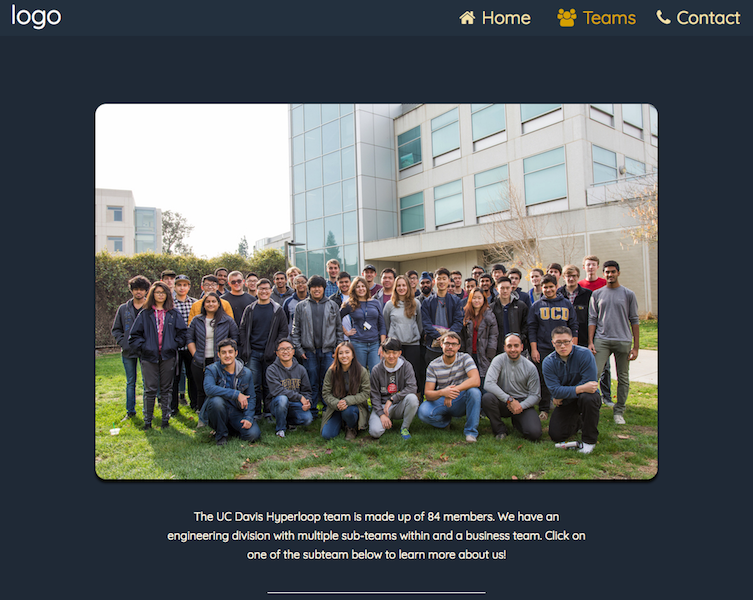 logo
Home
Teams
Contact
UCD
The UC Davis Hyperloop team is made up of 84 members. We have an
engineering division with multiple sub-teams within and a business team. Click on
one of the subteam below to learn more about us!